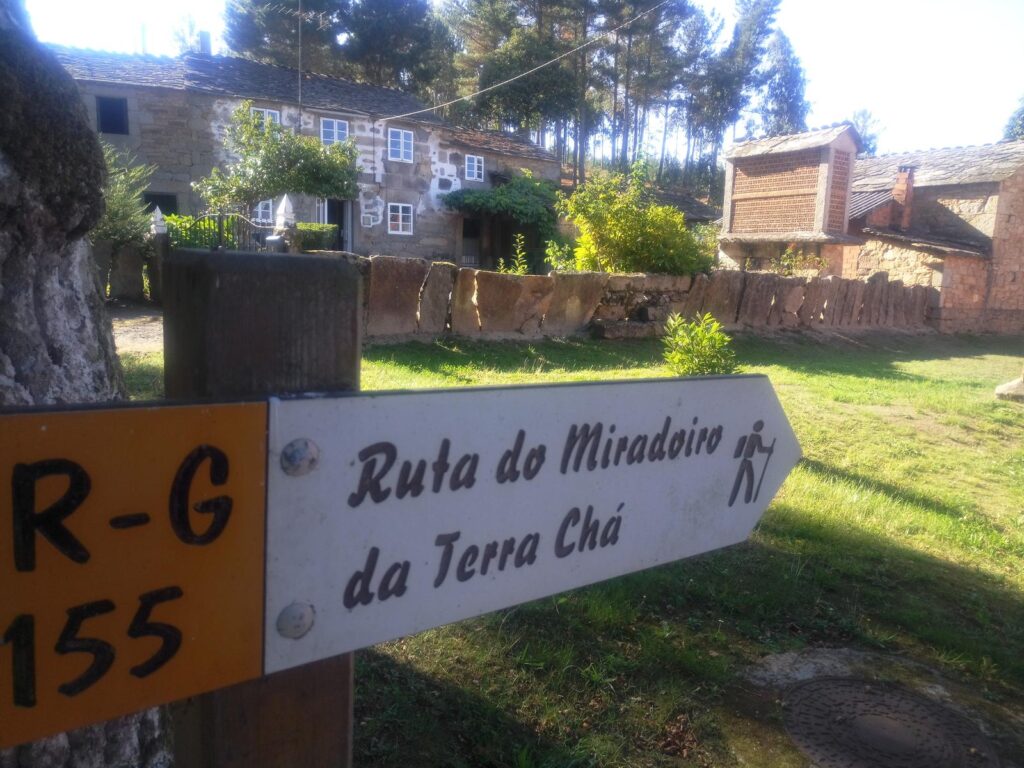 R-G
155
Ruta do Miradoiro
da Terra Chá